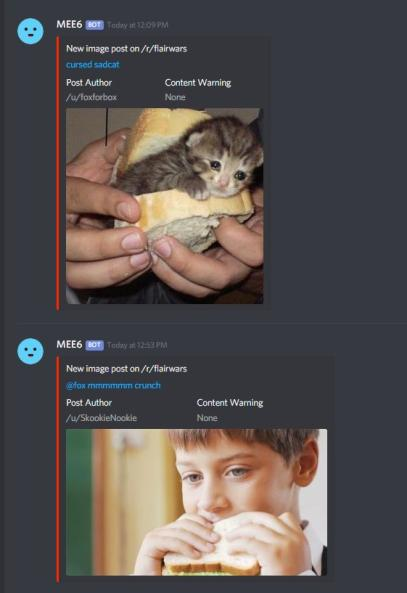 MEE6 BOT Today at 12:09 PM
New image post on /r/flairwars
cursed sadcat
Post Author Content Warning
/u/foxforbox None
MEE6 BOT Today at 12:53 PM
New image post on /r/flairwars
@fox mmmmmm crunch
Post Author Content Warning
/u/SkookieNookie None